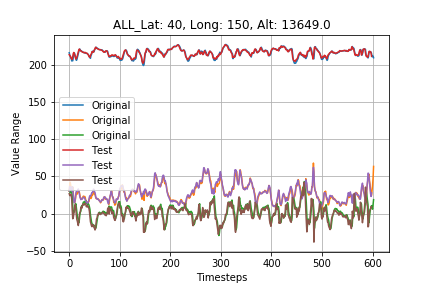 ALL_Lat: 40, Long: 150, Alt: 13649.0
200
150
100
50
0
−50
Value Range
Original
Original
Original
Test
Test
Test
0 100 200 300 400 500 600
Timesteps